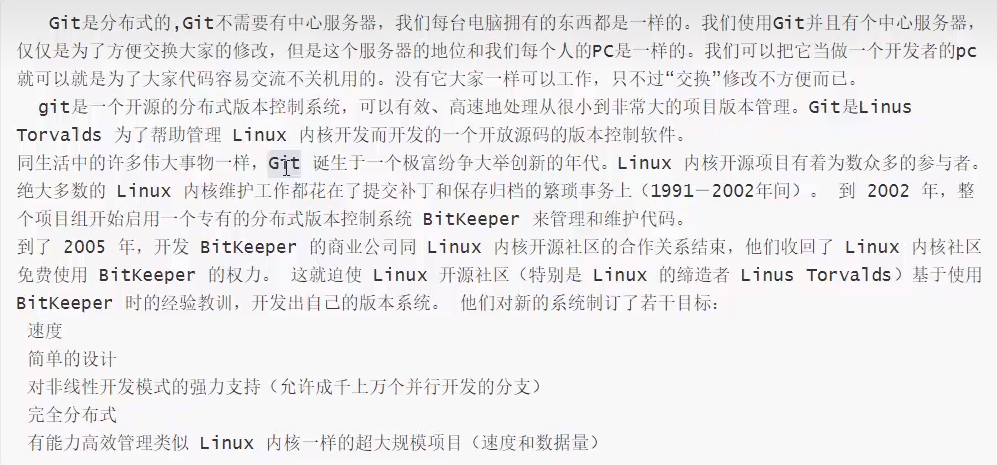 Git是分布式的,Git不需要有中心服务器，我们每台电脑拥有的东西都是一样的。我们使用Git并且有个中心服务器，
仅仅是为了方便交换大家的修改，但是这个服务器的地位和我们每个人的PC是一样的。我们可以把它当做一个开发者的pc
就可以就是为了大家代码容易交流不关机用的。没有它大家一样可以工作，只不过“交换”修改不方便而已。
git是一个开源的分布式版本控制系统，可以有效、高速地处理从很小到非常大的项目版本管理。Git是Linus
Torvalds 为了帮助管理 Linux 内核开发而开发的一个开放源码的版本控制软件。
同生活中的许多伟大事物一样，Git 诞生于一个极富纷争大举创新的年代。Linux 内核开源项目有着为数众多的参与者。
绝大多数的 Linux 内核维护工作都花在了提交补丁和保存归档的繁琐事务上（1991－2002年间）。 到 2002 年，整
个项目组开始启用一个专有的分布式版本控制系统 BitKeeper 来管理和维护代码。
到了 2005 年，开发 BitKeeper 的商业公司同 Linux 内核开源社区的合作关系结束，他们收回了 Linux 内核社区
免费使用 BitKeeper 的权力。 这就迫使 Linux 开源社区（特别是 Linux 的缔造者 Linus Torvalds）基于使用
BitKeeper 时的经验教训，开发出自己的版本系统。 他们对新的系统制订了若干目标：
速度
简单的设计
对非线性开发模式的强力支持（允许成千上万个并行开发的分支）
完全分布式
有能力高效管理类似 Linux 内核一样的超大规模项目（速度和数据量）